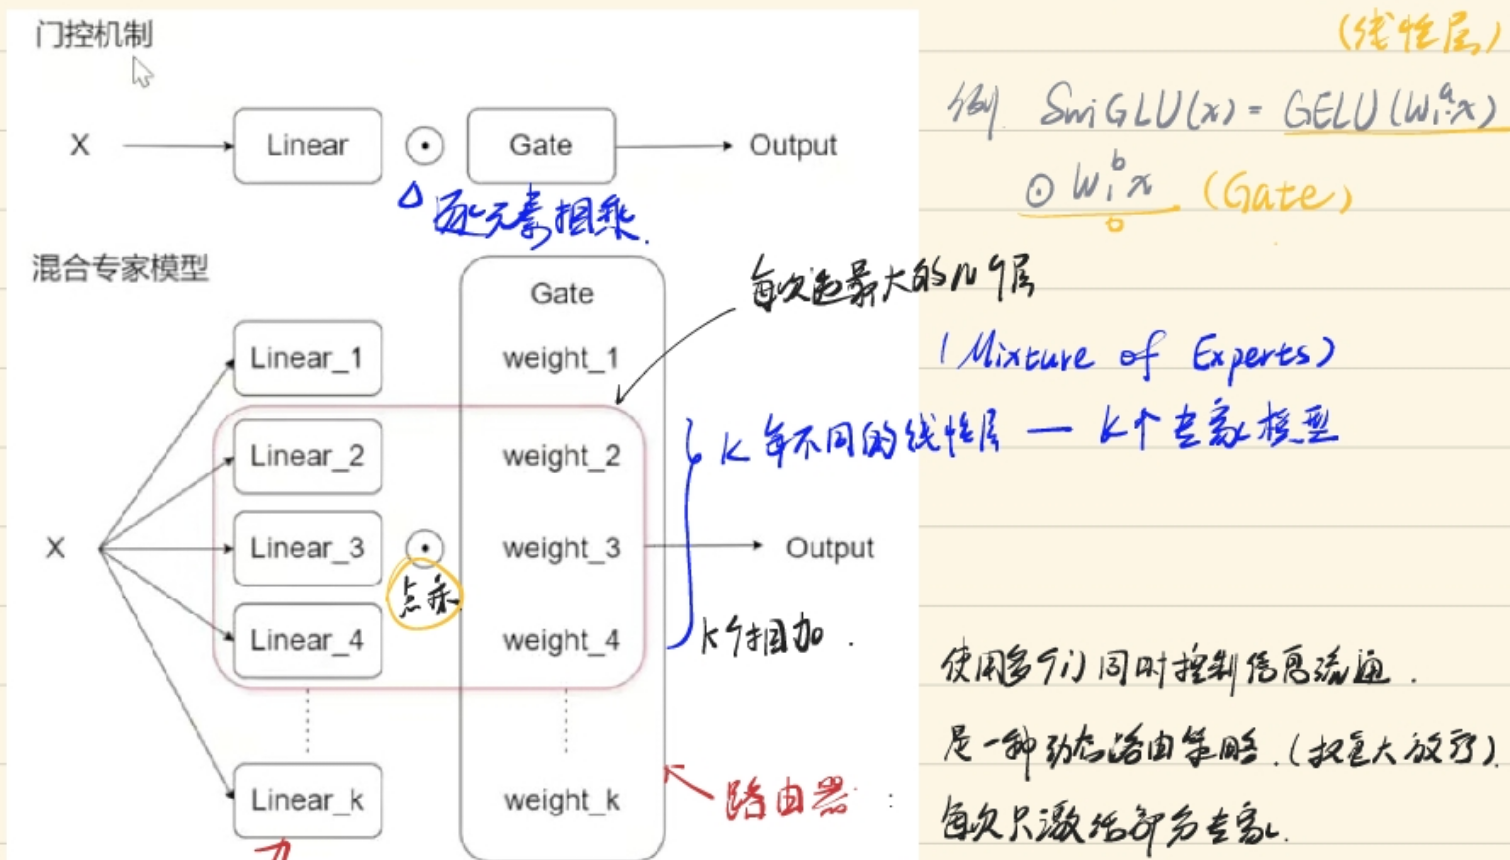 门控机制
(线性层)
X Linear ⊙ Gate Output
例. SwiGLU(x) = GELU(W₁ᵃx)
⊙ W₁ᵇx (Gate)
逐元素相乘.
混合专家模型
Gate
每次选最大的n个层
Linear_1 weight_1
(Mixture of Experts)
Linear_2 weight_2
K个不同的线性层 — K个专家模型
X Linear_3 ⊙ weight_3 Output
点乘
Linear_4 weight_4
K个相加.
使用多个门同时控制信息流通.
是一种动态路由策略.(权重大放行).
Linear_k weight_k
路由器:
每次只激活部分专家.